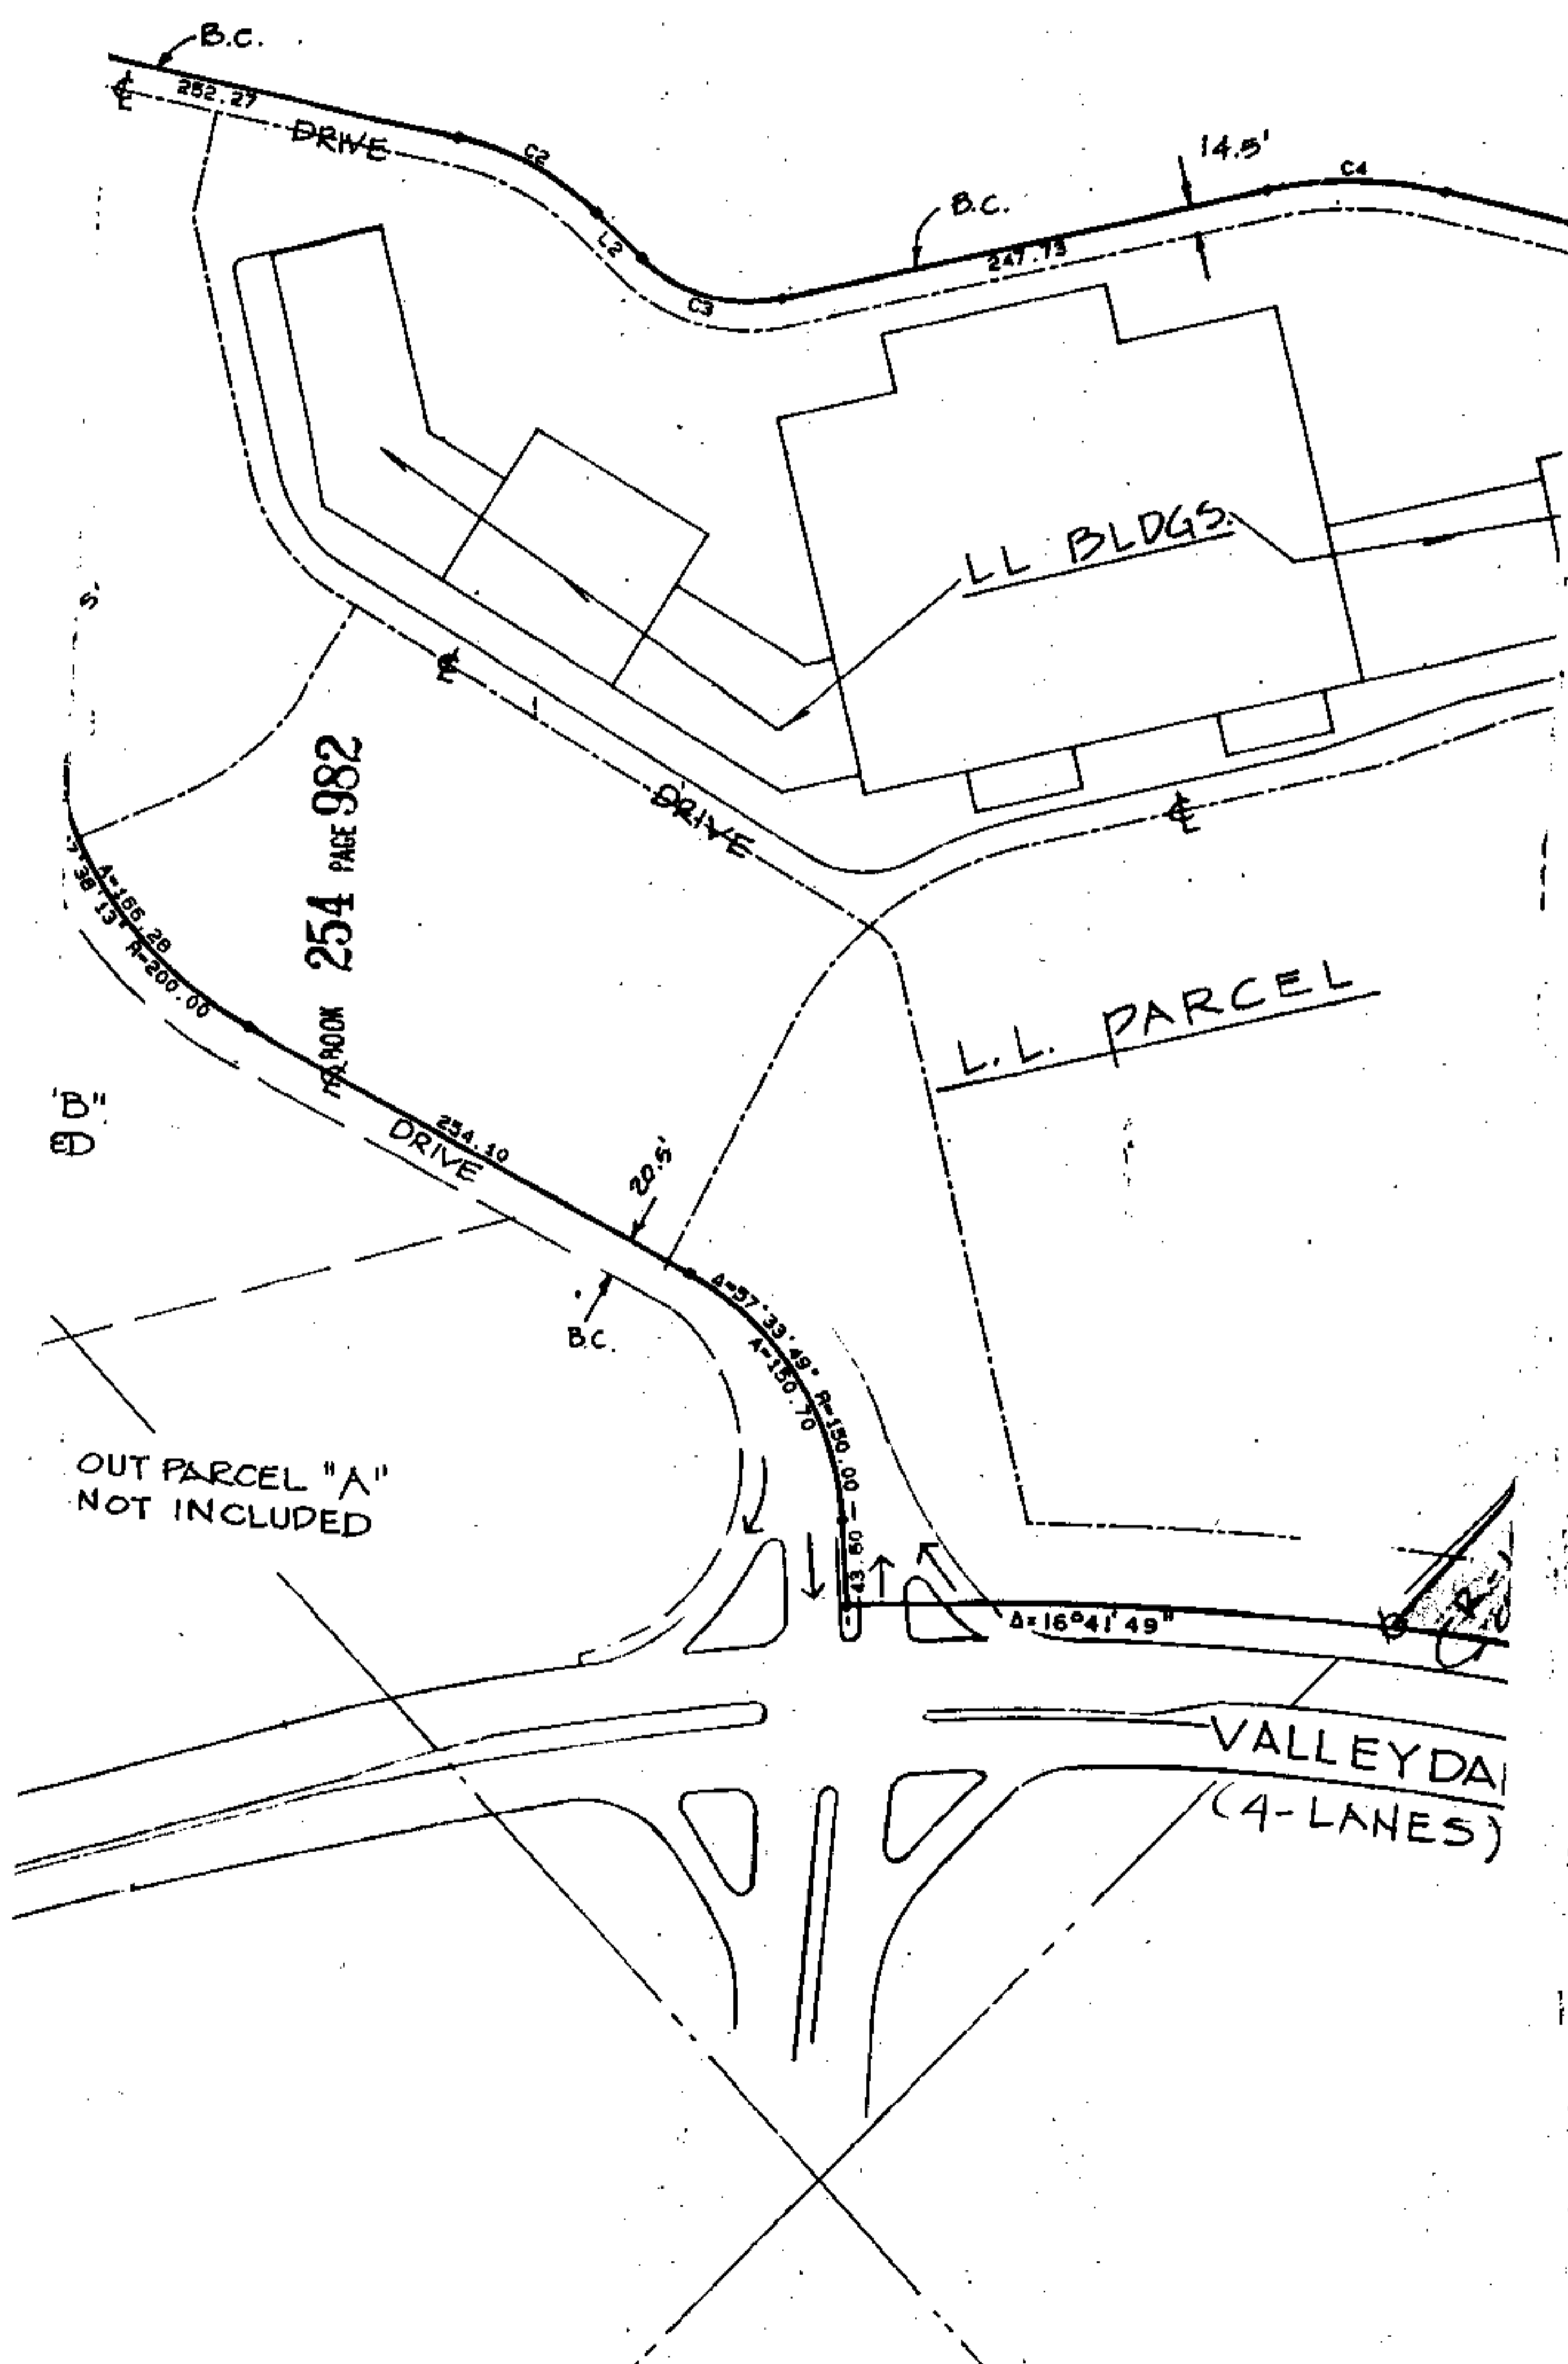 B.C.
℄
252.27
DRIVE
C2
L2
C3
B.C.
247.73
14.5'
C4
LL BLDGS.
℄
DRIVE
℄
BOOK 254 PAGE 982
A=166.28
R=200.00
L.L. PARCEL
'B"
ED
254.10
DRIVE
20.5'
B.C.
Δ=57°33'49" R=150.00
A=150.70
43.60
OUT PARCEL "A"
NOT INCLUDED
Δ=16°41'49"
VALLEYDA
(4-LANES)